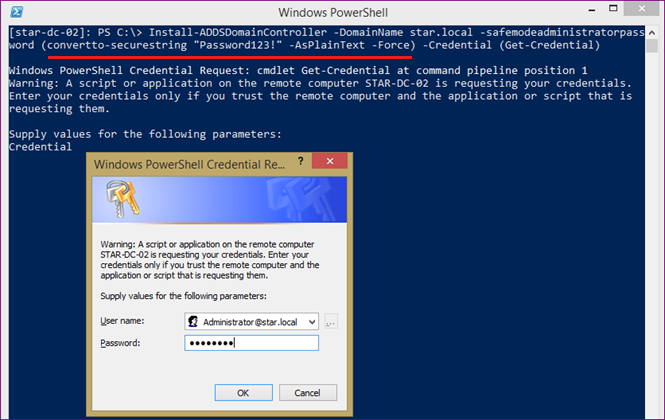 Windows PowerShell
[star-dc-02]: PS C:\> Install-ADDSDomainController -DomainName star.local -safemodeadministratorpass
word (convertto-securestring "Password123!" -AsPlainText -Force) -Credential (Get-Credential)
Windows PowerShell Credential Request: cmdlet Get-Credential at command pipeline position 1
Warning: A script or application on the remote computer STAR-DC-02 is requesting your credentials.
Enter your credentials only if you trust the remote computer and the application or script that is
requesting them.
Supply values for the following parameters:
Credential
Windows PowerShell Credential Re...
Warning: A script or application on the remote computer
STAR-DC-02 is requesting your credentials. Enter your
credentials only if you trust the remote computer and the
application or script that is requesting them.
Supply values for the following parameters:
User name:
Administrator@star.local
...
Password:
●●●●●●●●
OK
Cancel